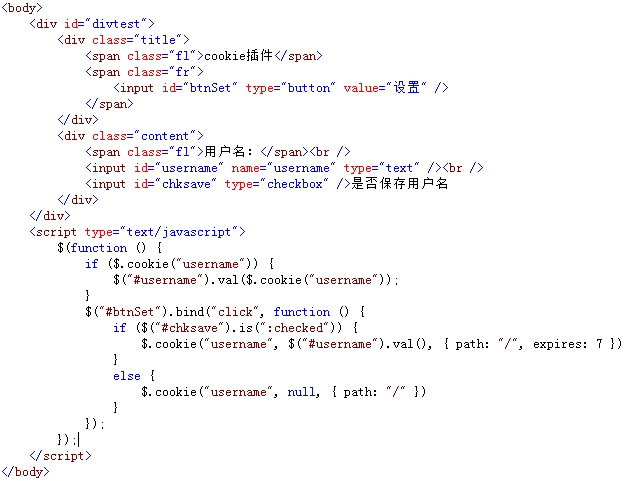 <body>
    <div id="divtest">
        <div class="title">
            <span class="fl">cookie插件</span>
            <span class="fr">
                <input id="btnSet" type="button" value="设置" />
            </span>
        </div>
        <div class="content">
            <span class="fl">用户名：</span><br />
            <input id="username" name="username" type="text" /><br />
            <input id="chksave" type="checkbox" />是否保存用户名
        </div>
    </div>
    <script type="text/javascript">
        $(function () {
            if ($.cookie("username")) {
                $("#username").val($.cookie("username"));
            }
            $("#btnSet").bind("click", function () {
                if ($("#chksave").is(":checked")) {
                    $.cookie("username", $("#username").val(), { path: "/", expires: 7 })
                }
                else {
                    $.cookie("username", null, { path: "/" })
                }
            });
        });
    </script>
</body>